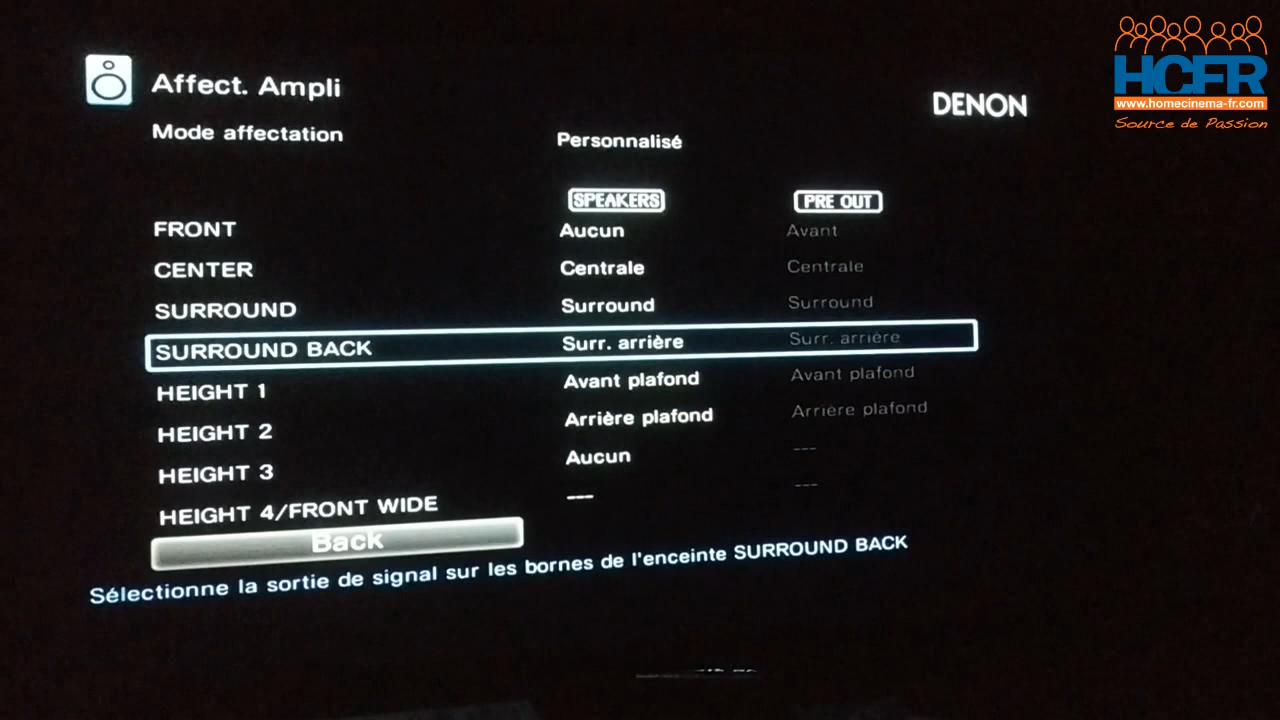 HCFR
www.homecinema-fr.com
Source de Passion
Affect. Ampli
DENON
Mode affectation Personnalisé
SPEAKERS PRE OUT
FRONT Aucun Avant
CENTER Centrale Centrale
SURROUND Surround Surround
SURROUND BACK Surr. arrière Surr. arrière
HEIGHT 1 Avant plafond Avant plafond
HEIGHT 2 Arrière plafond Arrière plafond
HEIGHT 3 Aucun ---
HEIGHT 4/FRONT WIDE --- ---
Back
Sélectionne la sortie de signal sur les bornes de l'enceinte SURROUND BACK